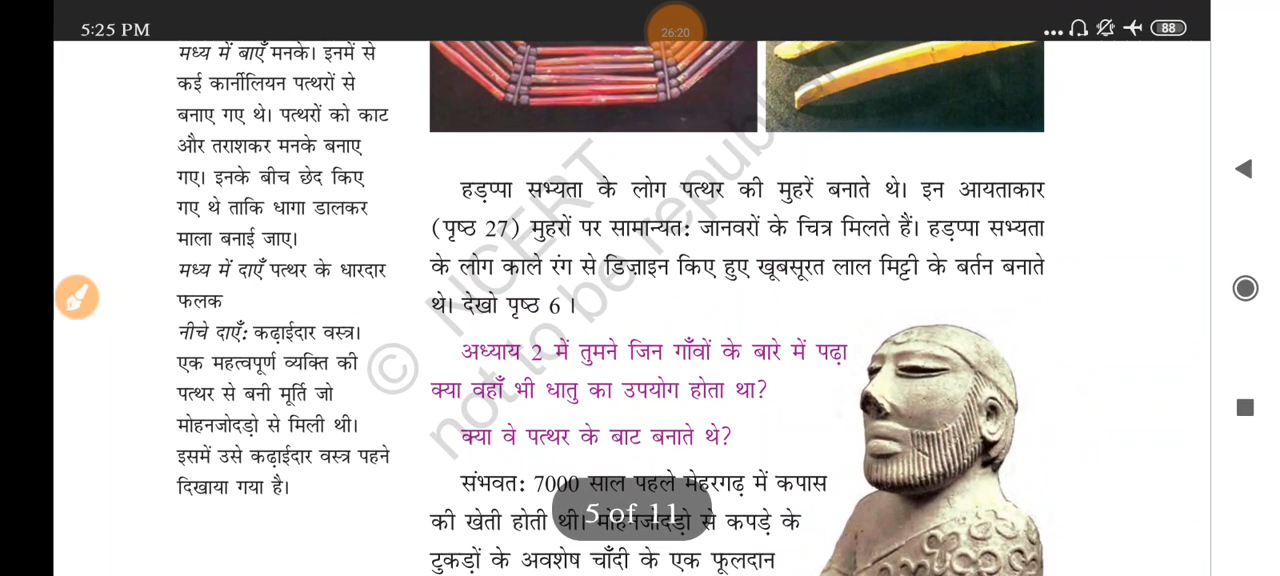 5:25 PM
26:20
88
मध्य में बाएँ मनके। इनमें से
कई कार्नीलियन पत्थरों से
बनाए गए थे। पत्थरों को काट
और तराशकर मनके बनाए
गए। इनके बीच छेद किए
गए थे ताकि धागा डालकर
माला बनाई जाए।
मध्य में दाएँ पत्थर के धारदार
फलक
नीचे दाएँ: कढ़ाईदार वस्त्र।
एक महत्वपूर्ण व्यक्ति की
पत्थर से बनी मूर्ति जो
मोहनजोदड़ो से मिली थी।
इसमें उसे कढ़ाईदार वस्त्र पहने
दिखाया गया है।
हड़प्पा सभ्यता के लोग पत्थर की मुहरें बनाते थे। इन आयताकार
(पृष्ठ 27) मुहरों पर सामान्यत: जानवरों के चित्र मिलते हैं। हड़प्पा सभ्यता
के लोग काले रंग से डिज़ाइन किए हुए खूबसूरत लाल मिट्टी के बर्तन बनाते
थे। देखो पृष्ठ 6।
अध्याय 2 में तुमने जिन गाँवों के बारे में पढ़ा
क्या वहाँ भी धातु का उपयोग होता था?
क्या वे पत्थर के बाट बनाते थे?
संभवत: 7000 साल पहले मेहरगढ़ में कपास
की खेती होती थी। मोहनजोदड़ो से कपड़े के
टुकड़ों के अवशेष चाँदी के एक फूलदान
5 of 11
© NCERT
not to be republi